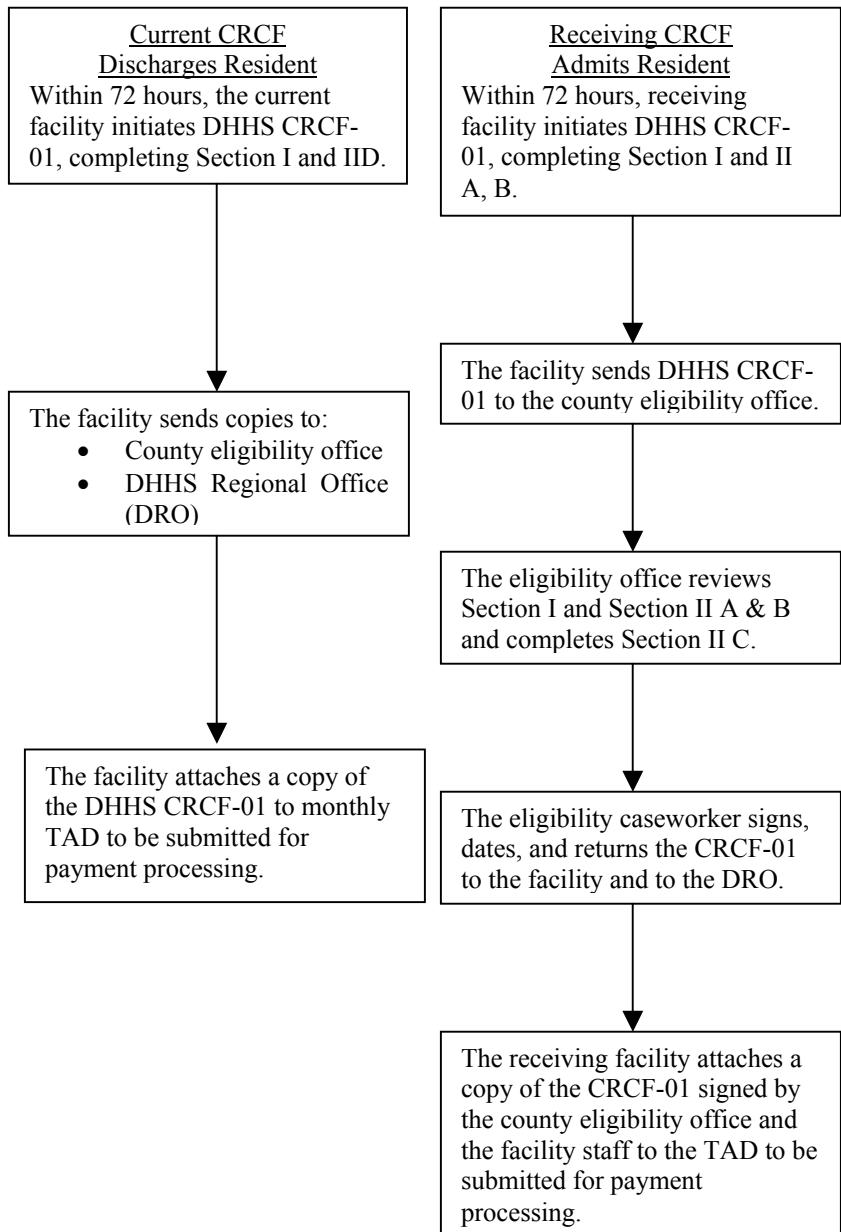 Current CRCF
Discharges Resident
Within 72 hours, the current
facility initiates DHHS CRCF-
01, completing Section I and IID.
The facility sends copies to:
• County eligibility office
• DHHS Regional Office
(DRO)
The facility attaches a copy of
the DHHS CRCF-01 to monthly
TAD to be submitted for
payment processing.
Receiving CRCF
Admits Resident
Within 72 hours, receiving
facility initiates DHHS CRCF-
01, completing Section I and II
A, B.
The facility sends DHHS CRCF-
01 to the county eligibility office.
The eligibility office reviews
Section I and Section II A & B
and completes Section II C.
The eligibility caseworker signs,
dates, and returns the CRCF-01
to the facility and to the DRO.
The receiving facility attaches a
copy of the CRCF-01 signed by
the county eligibility office and
the facility staff to the TAD to be
submitted for payment
processing.